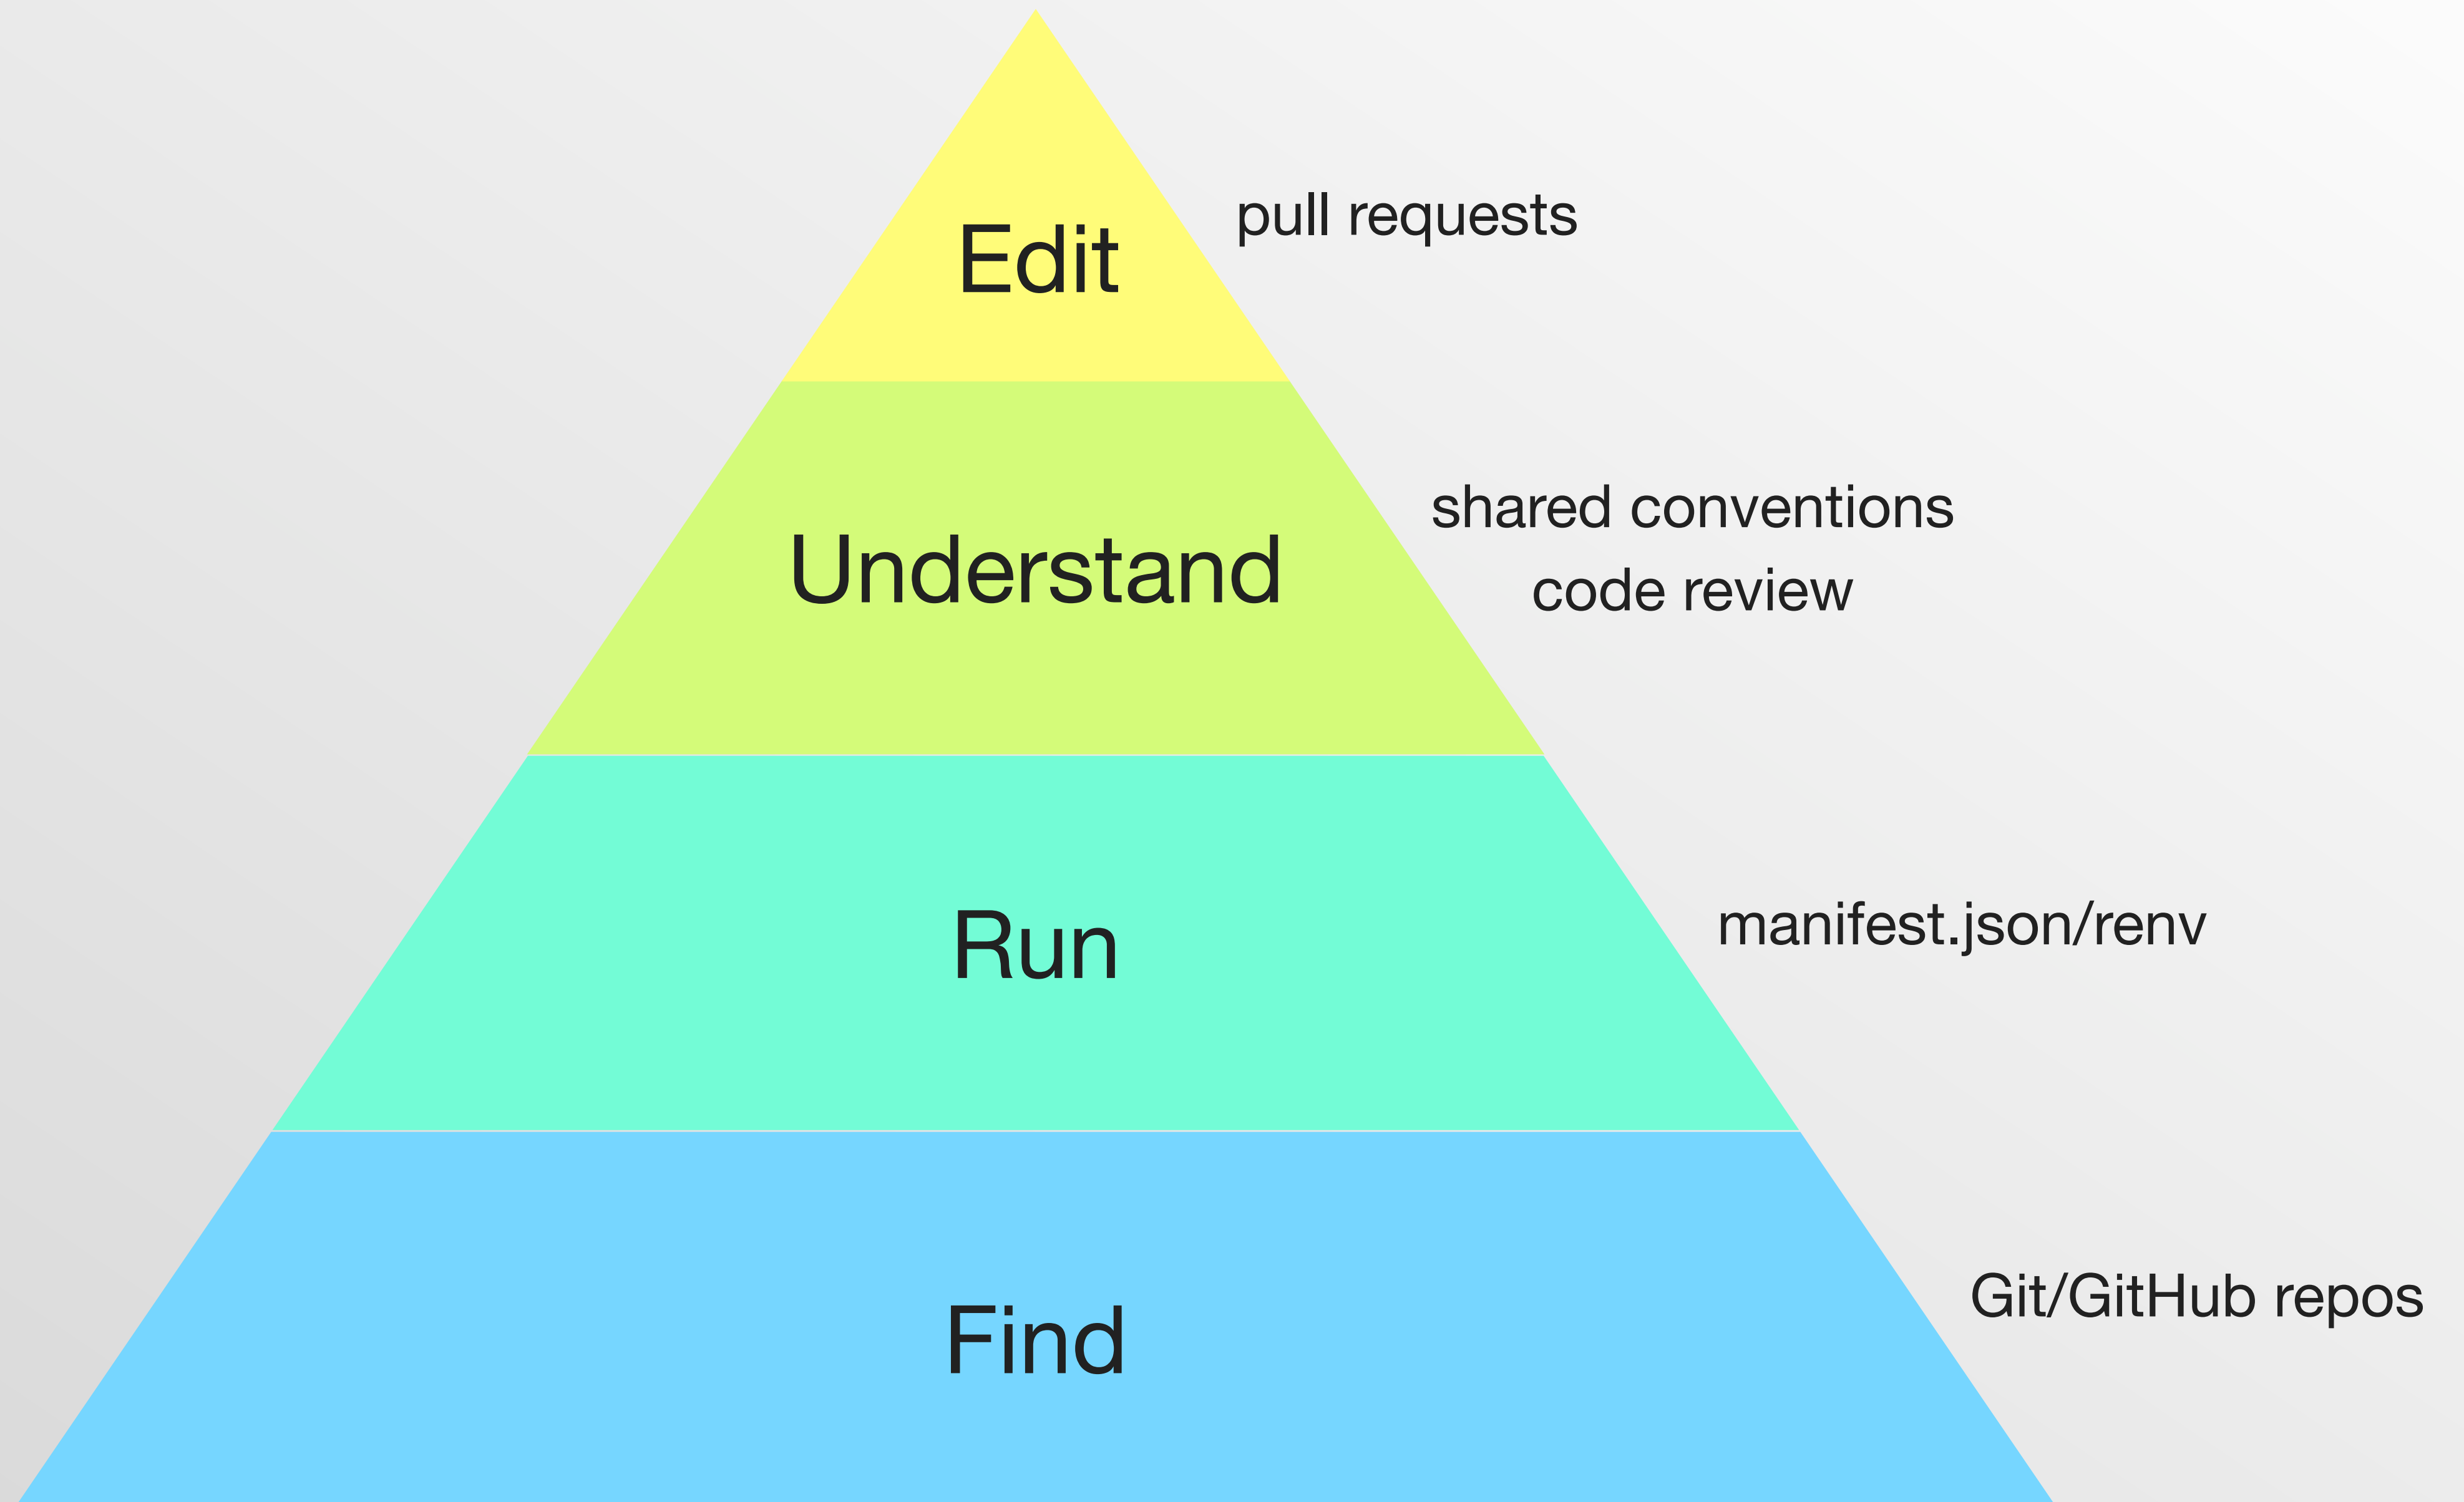 pull requests
Edit
shared conventions
Understand
code review
manifest.json/renv
Run
Git/GitHub repos
Find